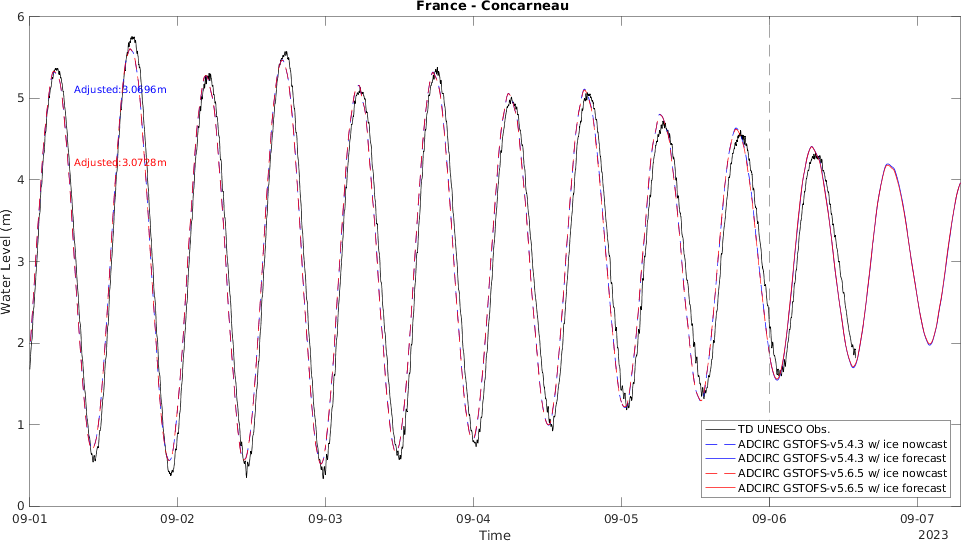 France - Concarneau
Water Level (m)
6
5
4
3
2
1
0
Adjusted:3.0696m
Adjusted:3.0728m
TD UNESCO Obs.
ADCIRC GSTOFS-v5.4.3 w/ ice nowcast
ADCIRC GSTOFS-v5.4.3 w/ ice forecast
ADCIRC GSTOFS-v5.6.5 w/ ice nowcast
ADCIRC GSTOFS-v5.6.5 w/ ice forecast
09-01 09-02 09-03 09-04 09-05 09-06 09-07
Time
2023